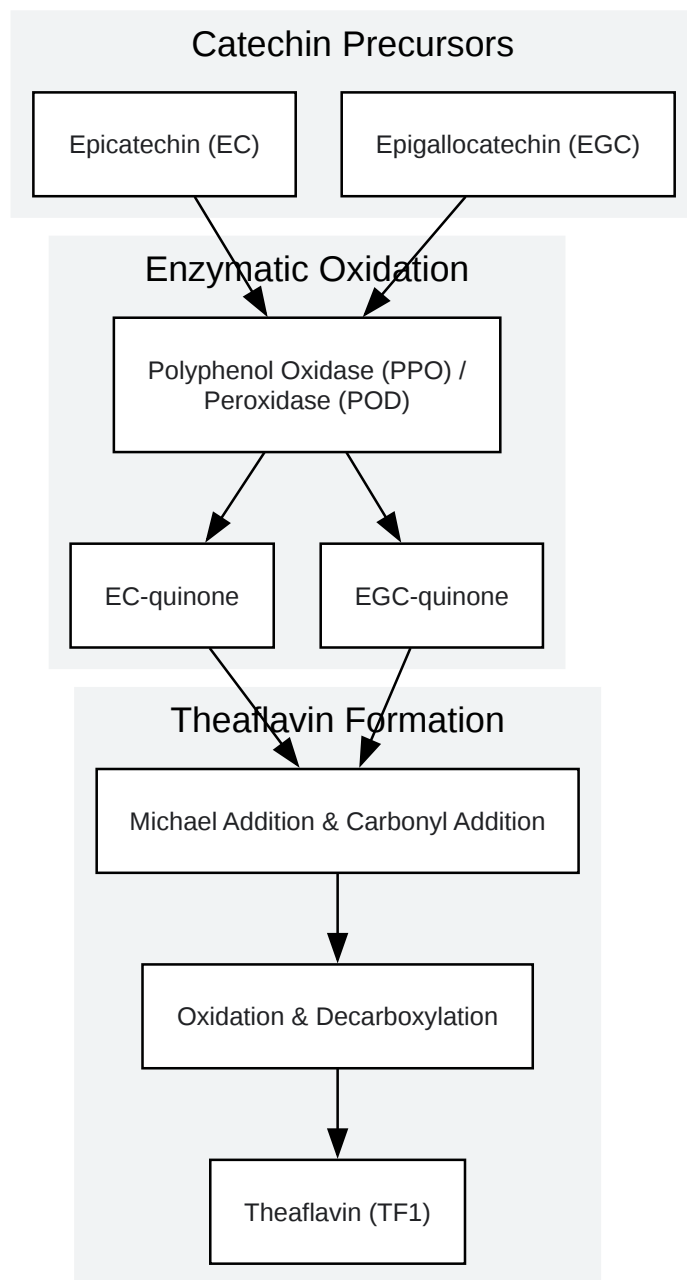 Catechin Precursors
Epicatechin (EC)
Epigallocatechin (EGC)
Enzymatic Oxidation
Polyphenol Oxidase (PPO) /
Peroxidase (POD)
EC-quinone
EGC-quinone
Theaflavin Formation
Michael Addition & Carbonyl Addition
Oxidation & Decarboxylation
Theaflavin (TF1)